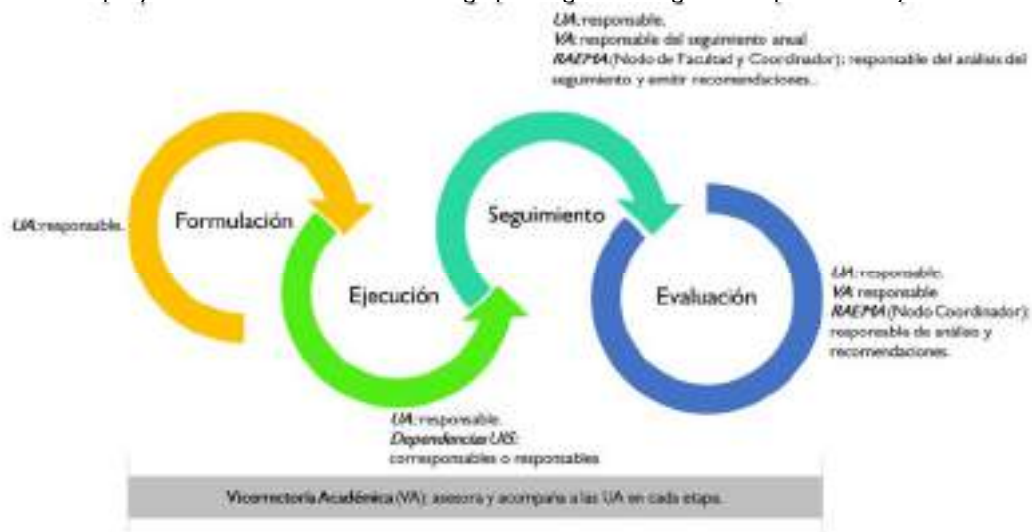 UA: responsable.
VA: responsable del seguimiento anual
RAEMA (Nodo de Facultad y Coordinador); responsable del análisis del
seguimiento y emitir recomendaciones..
UA: responsable.
Formulación
Seguimiento
Ejecución
Evaluación
UA: responsable.
VA: responsable
RAEMA (Nodo Coordinador);
responsable de análisis y
recomendaciones.
UA: responsable.
Dependencias UIS:
corresponsables o responsables
Vicerrectoría Académica (VA); asesora y acompaña a las UA en cada etapa.